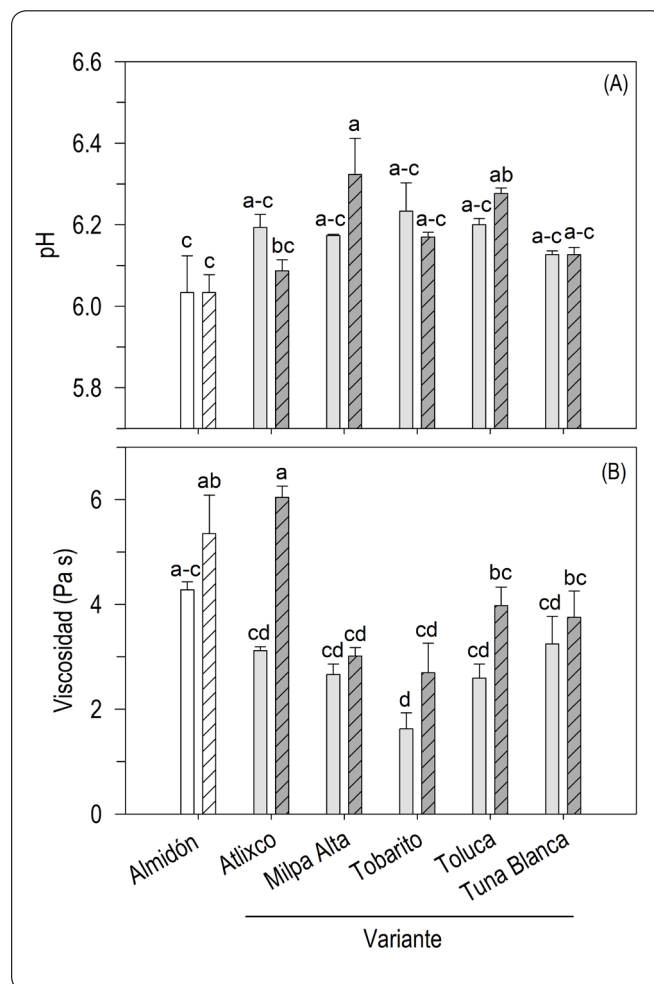 (A)
6.6
6.4
6.2
6.0
5.8
pH
c c a-c bc a-c a a-c a-c a-c ab a-c a-c
(B)
6
4
2
0
Viscosidad (Pa s)
a-c ab cd a cd cd d cd cd bc cd bc
Almidón
Atlixco
Milpa Alta
Tobarito
Toluca
Tuna Blanca
Variante